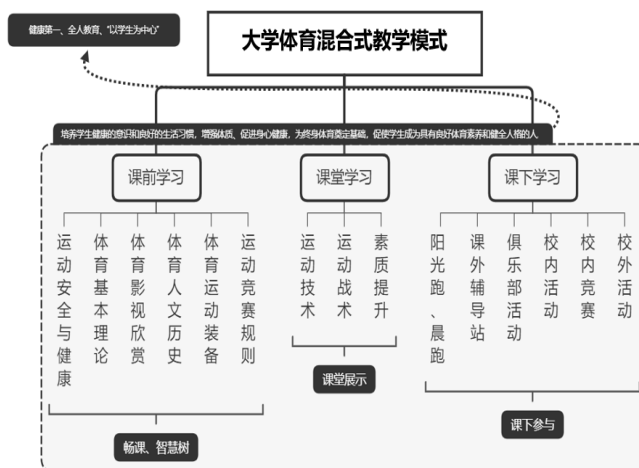 健康第一、全人教育、“以学生为中心”
大学体育混合式教学模式
培养学生健康的意识和良好的生活习惯，增强体质、促进身心健康，为终身体育奠定基础，促使学生成为具有良好体育素养和健全人格的人.
课前学习
课堂学习
课下学习
运动安全与健康
体育基本理论
体育影视欣赏
体育人文历史
体育运动装备
运动竞赛规则
运动技术
运动战术
素质提升
阳光跑、晨跑
课外辅导站
俱乐部活动
校内活动
校内竞赛
校外活动
畅课、智慧树
课堂展示
课下参与